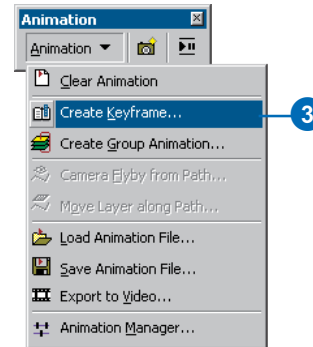 Animation
Animation
Clear Animation
Create Keyframe...
3
Create Group Animation...
Camera Flyby from Path...
Move Layer along Path...
Load Animation File...
Save Animation File...
Export to Video...
Animation Manager...